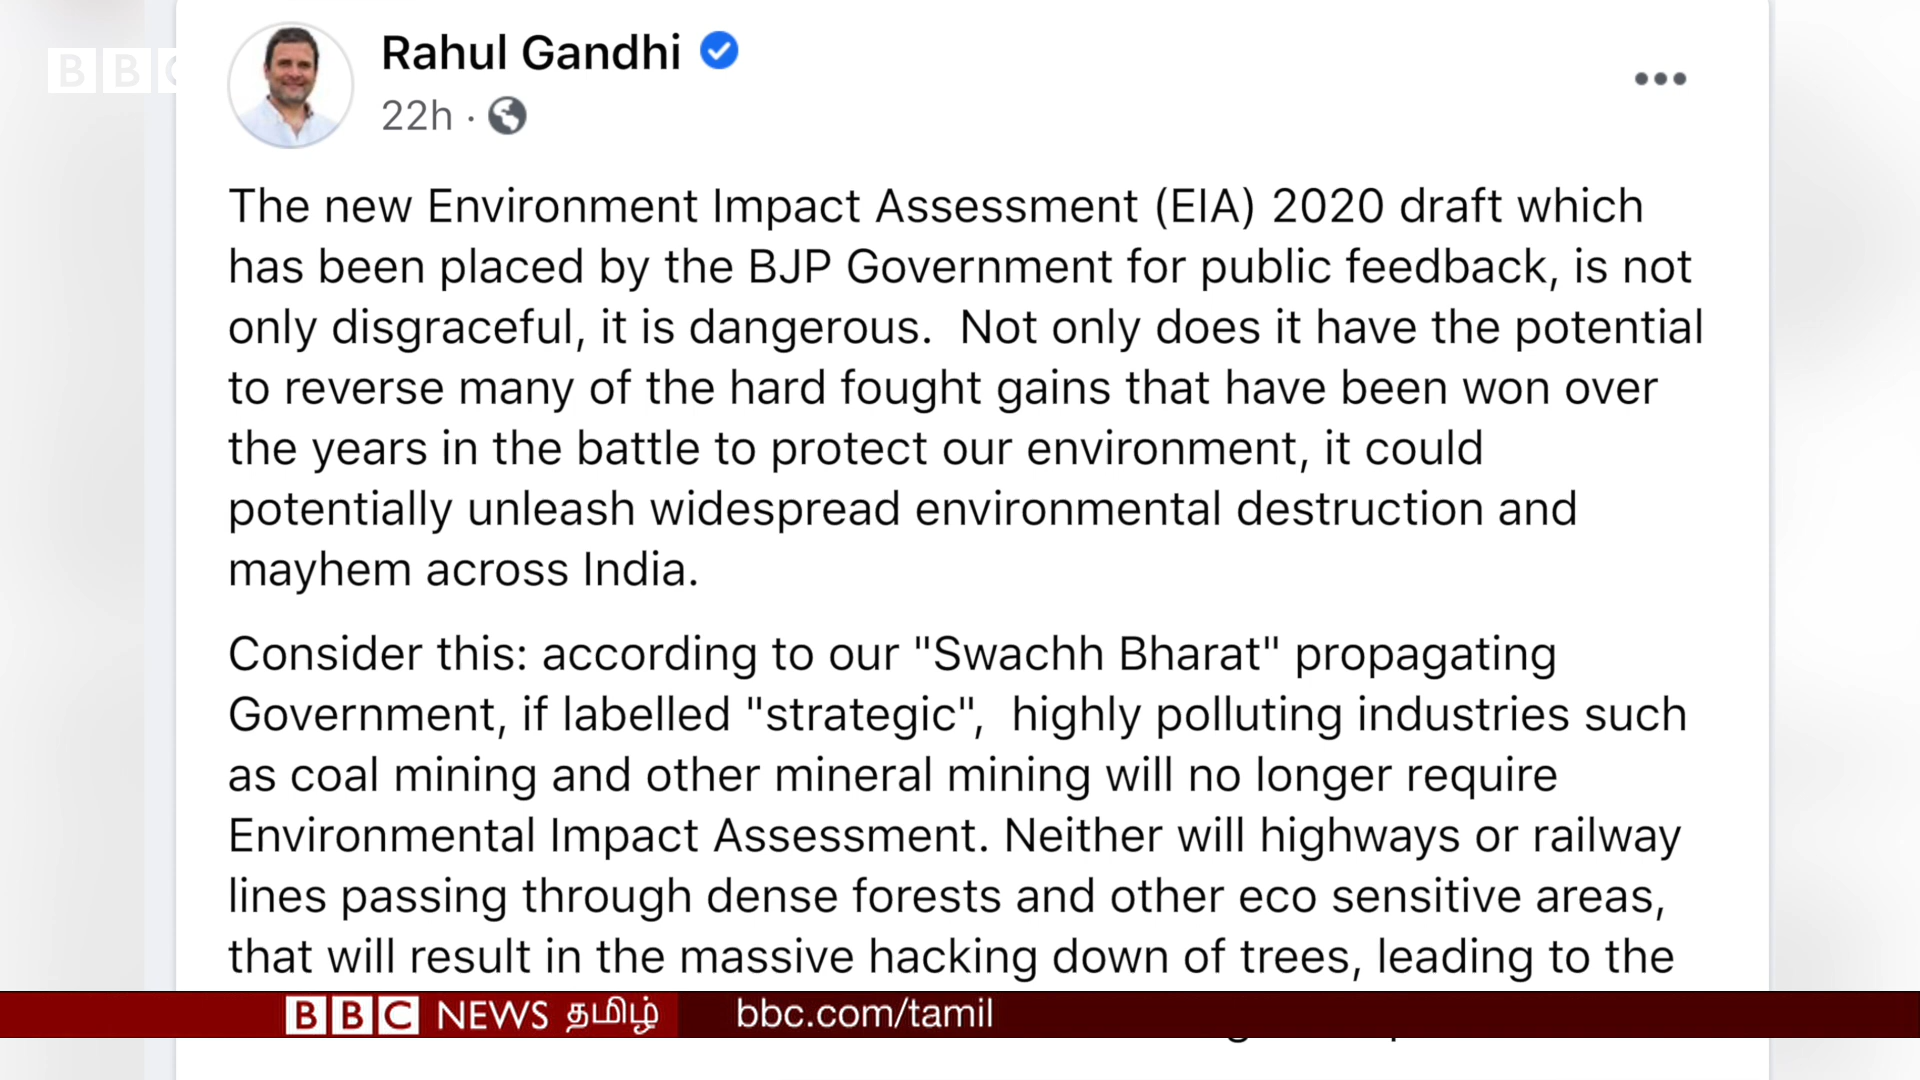 BBC
Rahul Gandhi
22h ·
The new Environment Impact Assessment (EIA) 2020 draft which
has been placed by the BJP Government for public feedback, is not
only disgraceful, it is dangerous.  Not only does it have the potential
to reverse many of the hard fought gains that have been won over
the years in the battle to protect our environment, it could
potentially unleash widespread environmental destruction and
mayhem across India.
Consider this: according to our "Swachh Bharat" propagating
Government, if labelled "strategic",  highly polluting industries such
as coal mining and other mineral mining will no longer require
Environmental Impact Assessment. Neither will highways or railway
lines passing through dense forests and other eco sensitive areas,
that will result in the massive hacking down of trees, leading to the
BBC NEWS தமிழ் bbc.com/tamil